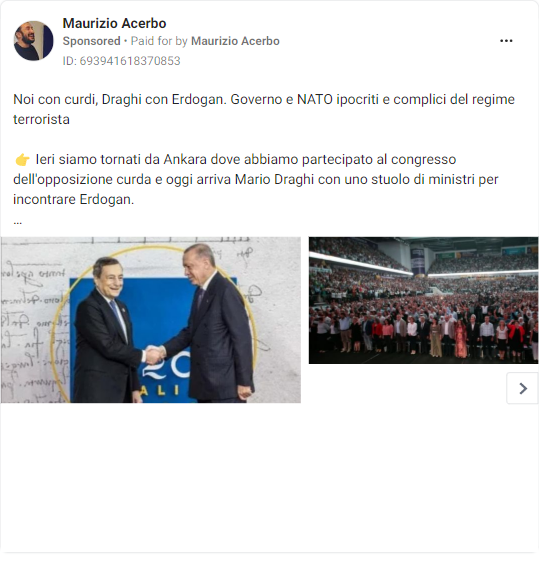 Maurizio Acerbo
Sponsored • Paid for by Maurizio Acerbo
ID: 693941618370853
Noi con curdi, Draghi con Erdogan. Governo e NATO ipocriti e complici del regime
terrorista
👉 Ieri siamo tornati da Ankara dove abbiamo partecipato al congresso
dell'opposizione curda e oggi arriva Mario Draghi con uno stuolo di ministri per
incontrare Erdogan.
...
20
ALI